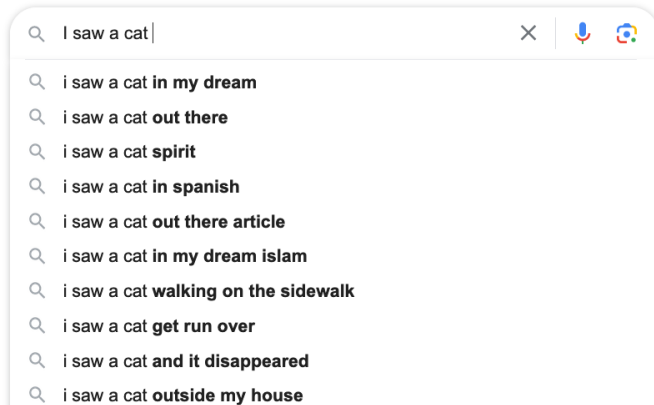 I saw a cat
i saw a cat in my dream
i saw a cat out there
i saw a cat spirit
i saw a cat in spanish
i saw a cat out there article
i saw a cat in my dream islam
i saw a cat walking on the sidewalk
i saw a cat get run over
i saw a cat and it disappeared
i saw a cat outside my house